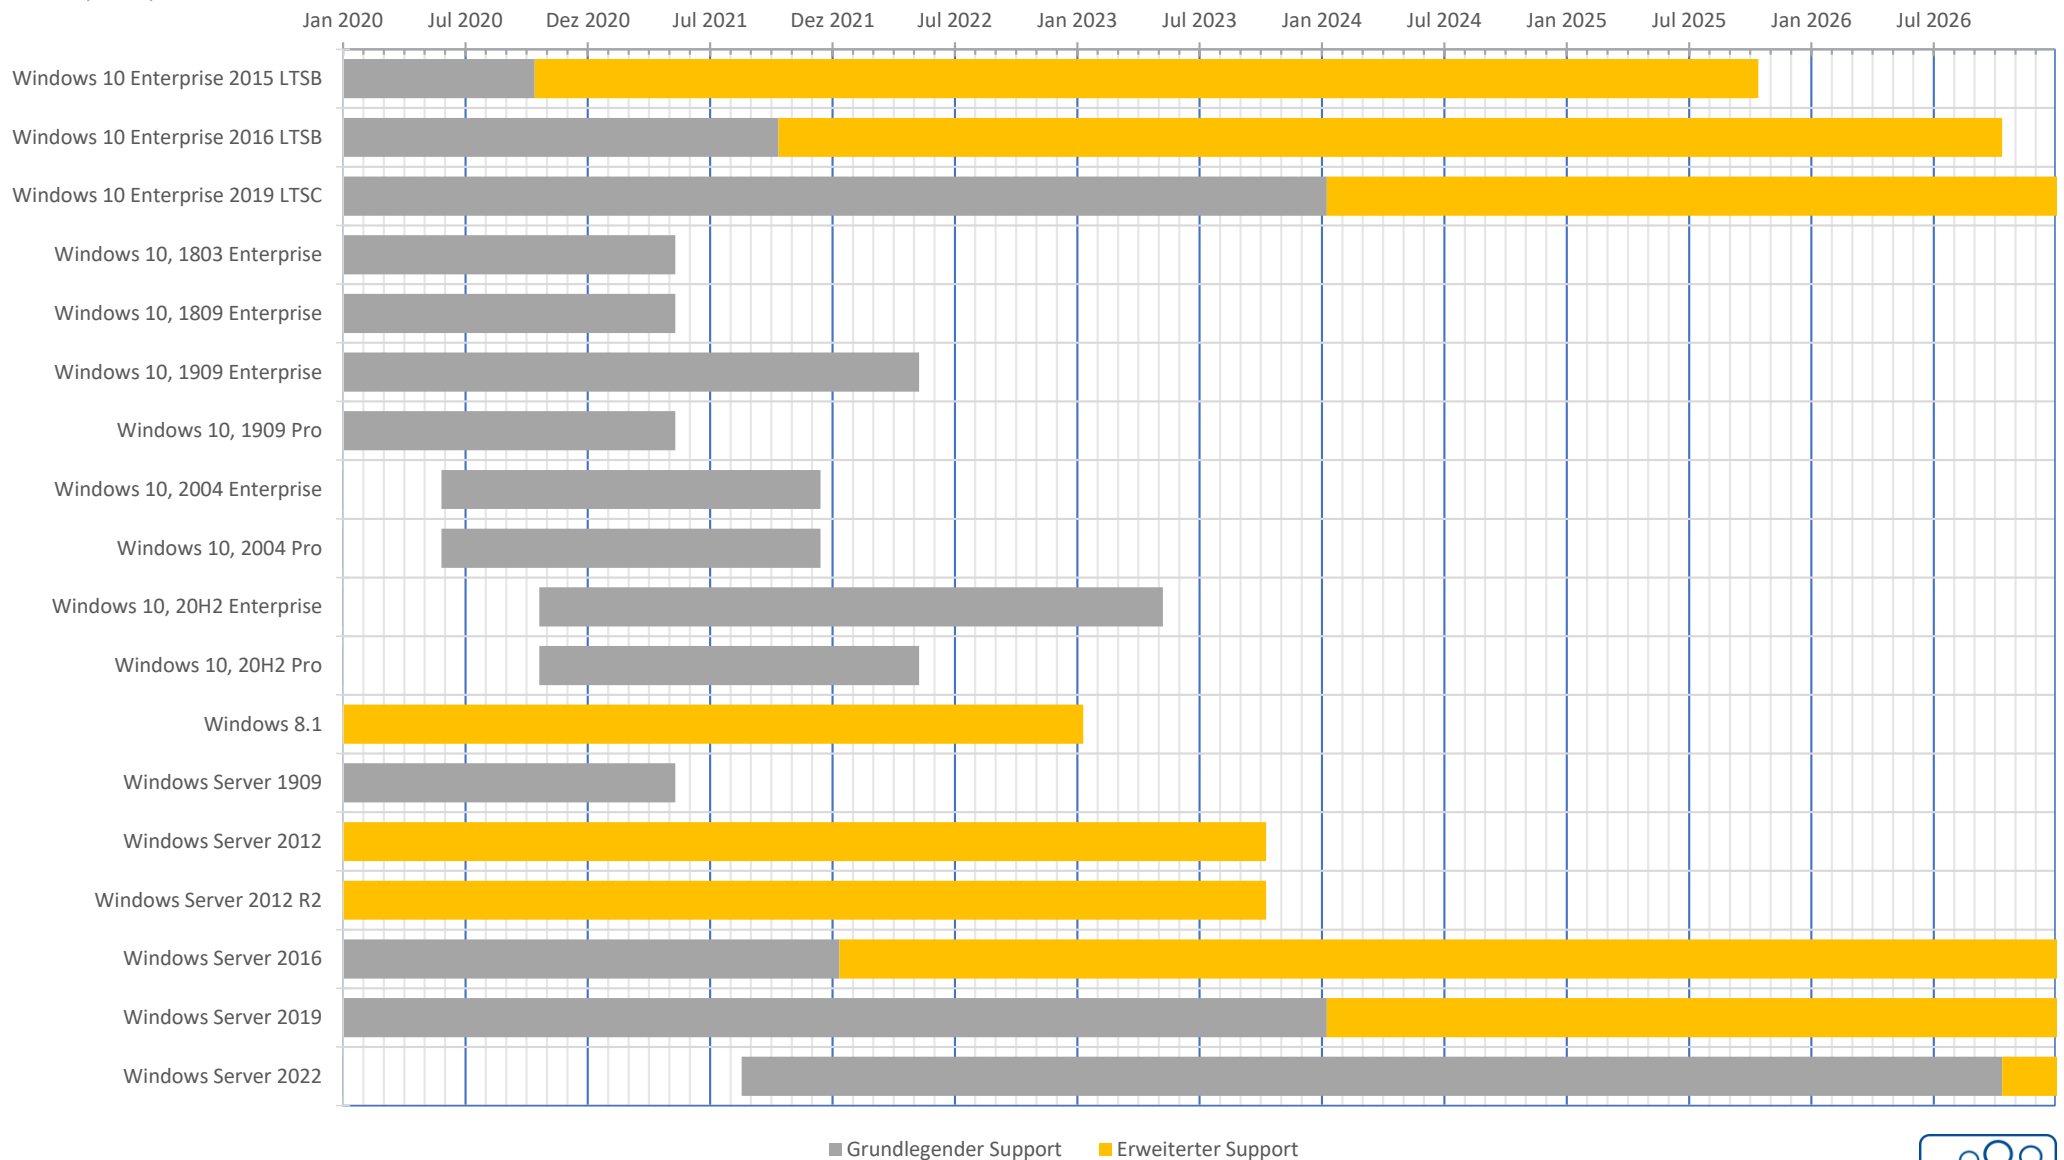 Jan 2020 Jul 2020 Dez 2020 Jul 2021 Dez 2021 Jul 2022 Jan 2023 Jul 2023 Jan 2024 Jul 2024 Jan 2025 Jul 2025 Jan 2026 Jul 2026
Windows 10 Enterprise 2015 LTSB
Windows 10 Enterprise 2016 LTSB
Windows 10 Enterprise 2019 LTSC
Windows 10, 1803 Enterprise
Windows 10, 1809 Enterprise
Windows 10, 1909 Enterprise
Windows 10, 1909 Pro
Windows 10, 2004 Enterprise
Windows 10, 2004 Pro
Windows 10, 20H2 Enterprise
Windows 10, 20H2 Pro
Windows 8.1
Windows Server 1909
Windows Server 2012
Windows Server 2012 R2
Windows Server 2016
Windows Server 2019
Windows Server 2022
Grundlegender Support Erweiterter Support